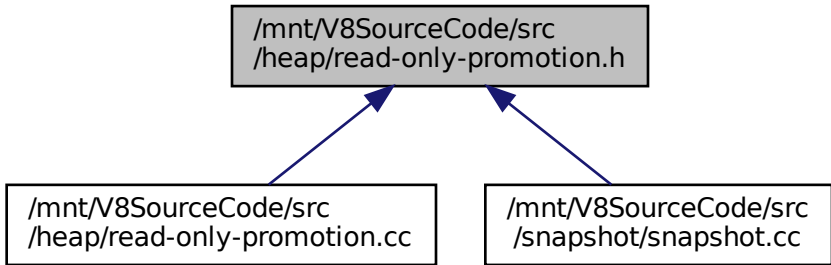 /mnt/V8SourceCode/src
/heap/read-only-promotion.h
/mnt/V8SourceCode/src
/heap/read-only-promotion.cc
/mnt/V8SourceCode/src
/snapshot/snapshot.cc